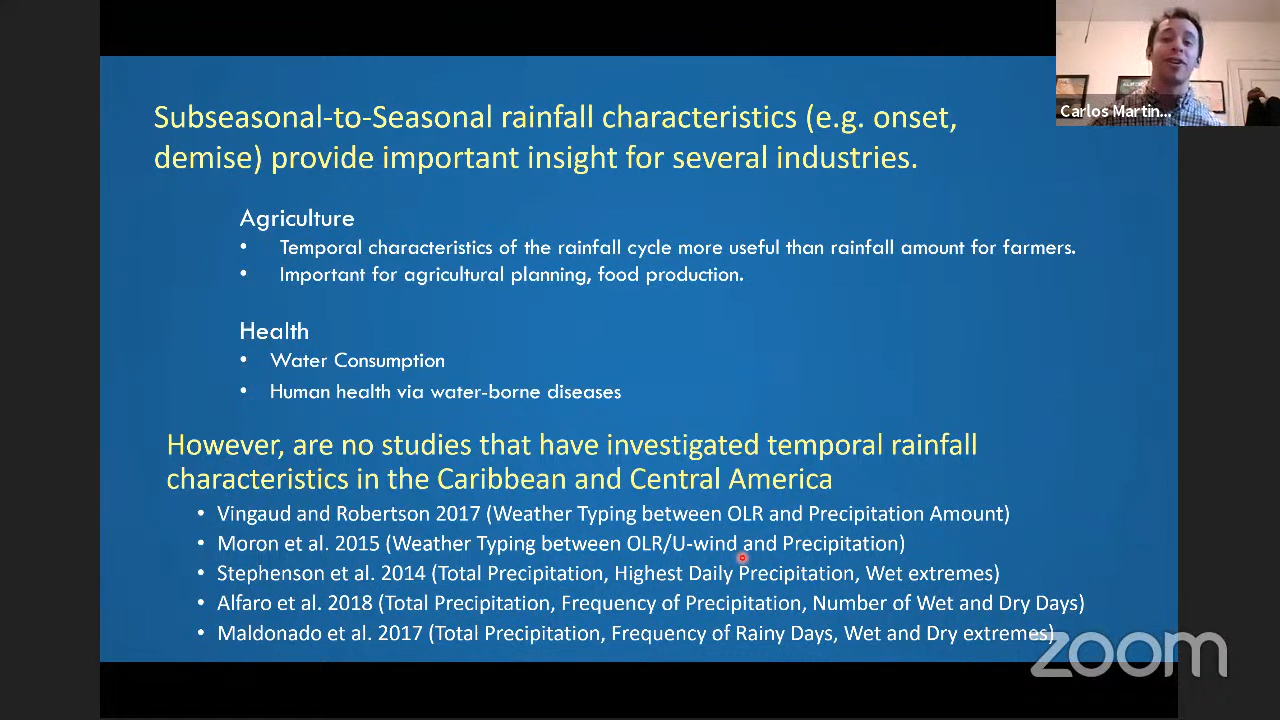 Subseasonal-to-Seasonal rainfall characteristics (e.g. onset,
demise) provide important insight for several industries.
Carlos Martin...
Agriculture
• Temporal characteristics of the rainfall cycle more useful than rainfall amount for farmers.
• Important for agricultural planning, food production.
Health
• Water Consumption
• Human health via water-borne diseases
However, are no studies that have investigated temporal rainfall
characteristics in the Caribbean and Central America
• Vingaud and Robertson 2017 (Weather Typing between OLR and Precipitation Amount)
• Moron et al. 2015 (Weather Typing between OLR/U-wind and Precipitation)
• Stephenson et al. 2014 (Total Precipitation, Highest Daily Precipitation, Wet extremes)
• Alfaro et al. 2018 (Total Precipitation, Frequency of Precipitation, Number of Wet and Dry Days)
• Maldonado et al. 2017 (Total Precipitation, Frequency of Rainy Days, Wet and Dry extremes)
zoom